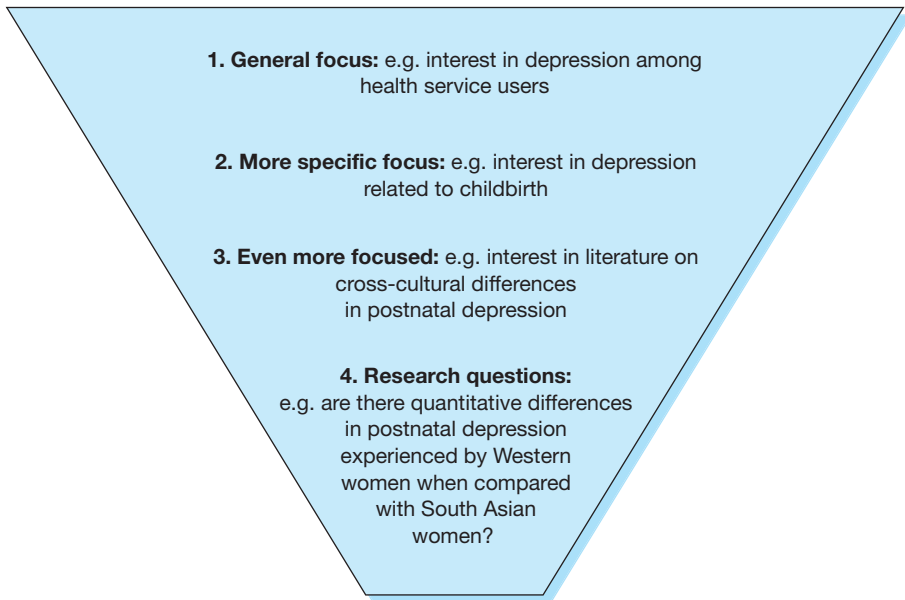 1. General focus: e.g. interest in depression among
health service users
2. More specific focus: e.g. interest in depression
related to childbirth
3. Even more focused: e.g. interest in literature on
cross-cultural differences
in postnatal depression
4. Research questions:
e.g. are there quantitative differences
in postnatal depression
experienced by Western
women when compared
with South Asian
women?